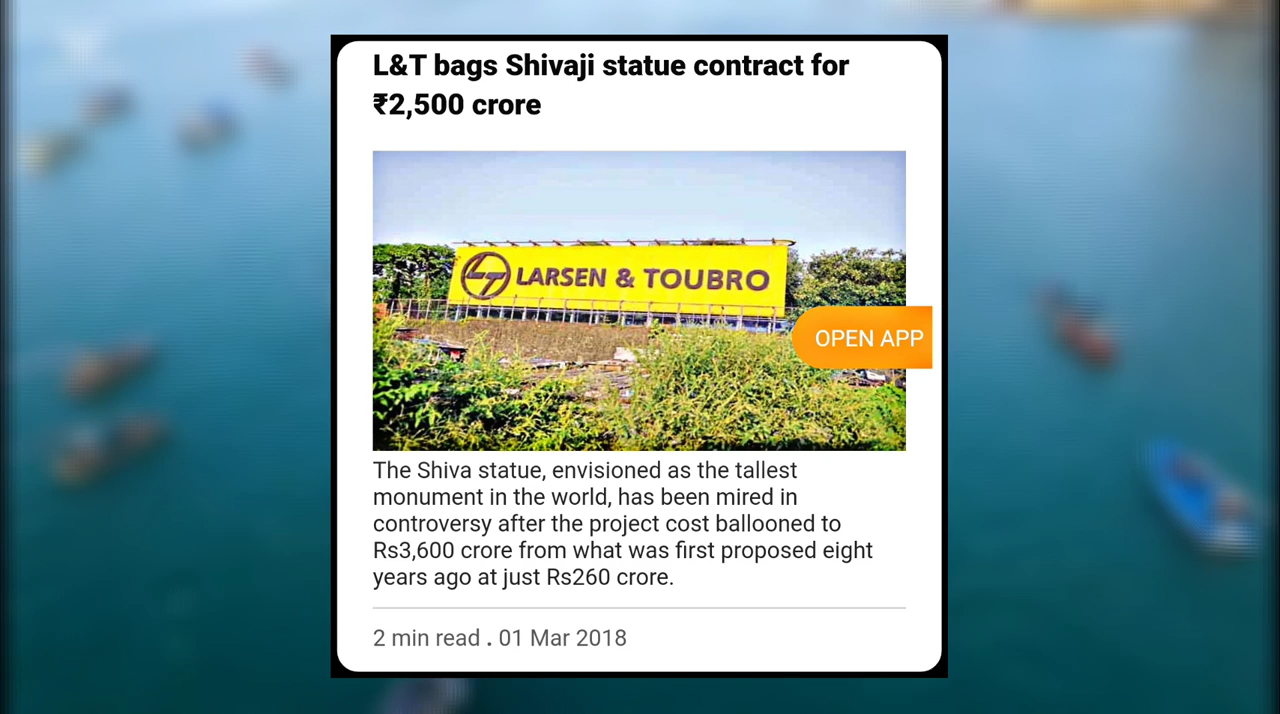 L&T bags Shivaji statue contract for
₹2,500 crore
LT LARSEN & TOUBRO
OPEN APP
The Shiva statue, envisioned as the tallest
monument in the world, has been mired in
controversy after the project cost ballooned to
Rs3,600 crore from what was first proposed eight
years ago at just Rs260 crore.
2 min read . 01 Mar 2018